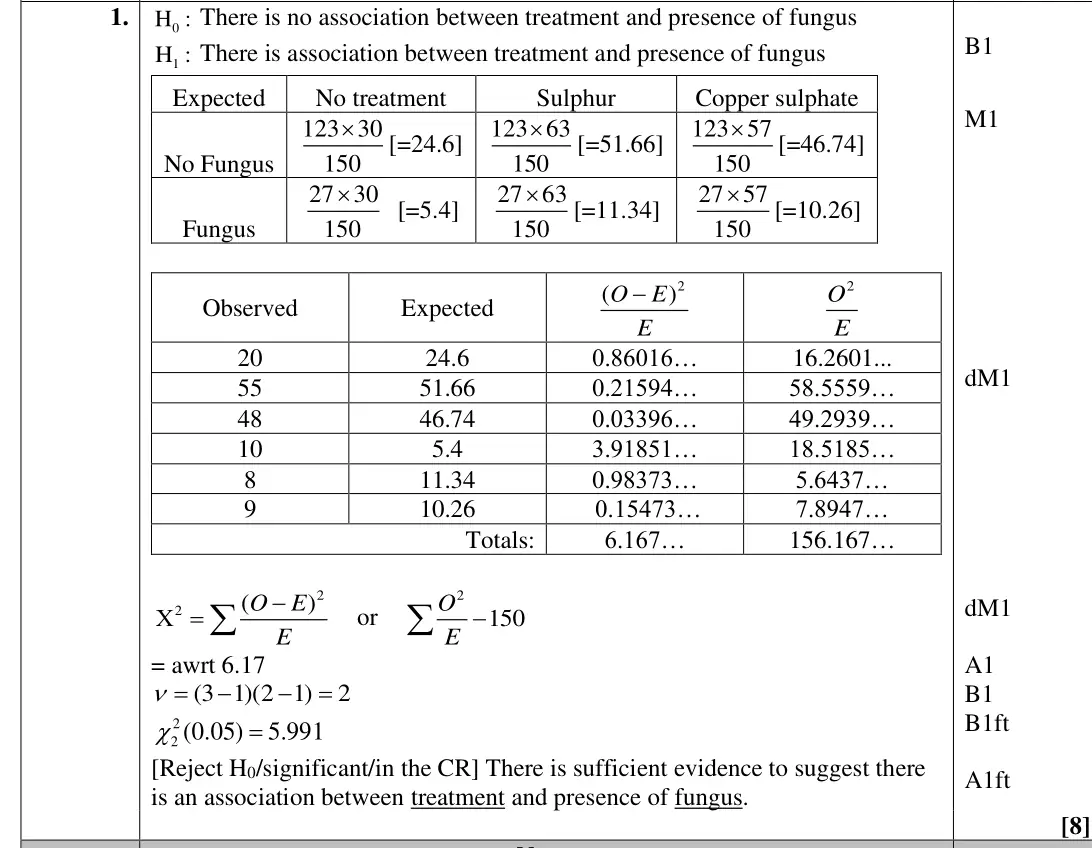 1. H₀ : There is no association between treatment and presence of fungus
H₁ : There is association between treatment and presence of fungus
B1
Expected No treatment Sulphur Copper sulphate
M1
No Fungus 123×30/150 [=24.6] 123×63/150 [=51.66] 123×57/150 [=46.74]
Fungus 27×30/150 [=5.4] 27×63/150 [=11.34] 27×57/150 [=10.26]
Observed Expected (O − E)²/E O²/E
20 24.6 0.86016… 16.2601...
dM1
55 51.66 0.21594… 58.5559…
48 46.74 0.03396… 49.2939…
10 5.4 3.91851… 18.5185…
8 11.34 0.98373… 5.6437…
9 10.26 0.15473… 7.8947…
Totals: 6.167… 156.167…
X² = ∑ (O − E)²/E or ∑ O²/E − 150 dM1
= awrt 6.17 A1
ν = (3−1)(2−1) = 2 B1
χ²₂(0.05) = 5.991 B1ft
[Reject H₀/significant/in the CR] There is sufficient evidence to suggest there
is an association between treatment and presence of fungus. A1ft
[8]